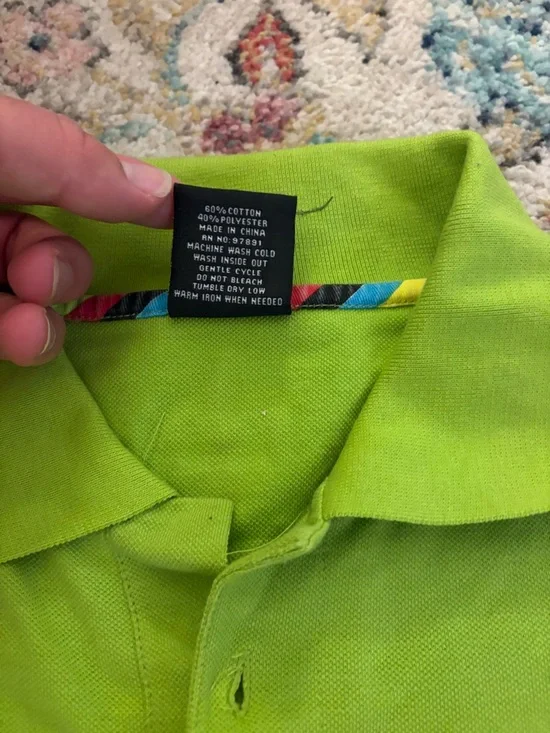 60% COTTON
40% POLYESTER
MADE IN CHINA
RN NO: 97891
MACHINE WASH COLD
WASH INSIDE OUT
GENTLE CYCLE
DO NOT BLEACH
TUMBLE DRY LOW
WARM IRON WHEN NEEDED